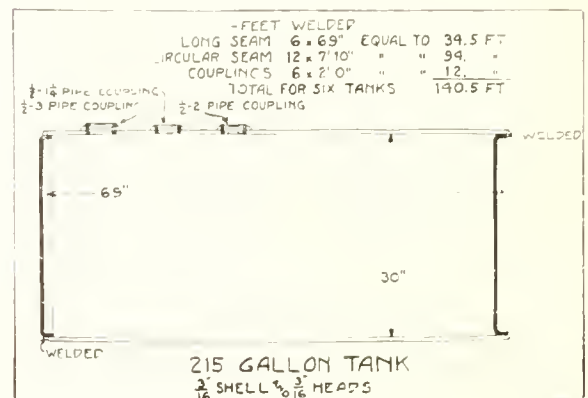 -FEET WELDED
LONG SEAM 6 x 69" EQUAL TO 34.5 FT
CIRCULAR SEAM 12 x 7'10" " " 94. "
COUPLINGS 6 x 2'0" " " 12. "
TOTAL FOR SIX TANKS 140.5 FT
½-1¼ PIPE COUPLING
½-3 PIPE COUPLING
½-2 PIPE COUPLING
WELDED
69"
30"
WELDED
215 GALLON TANK
3/16" SHELL & 3/16" HEADS